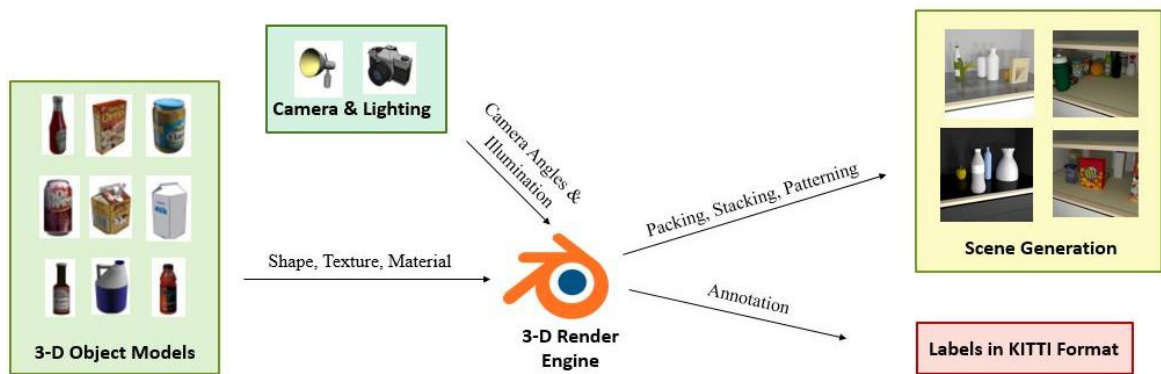 Camera & Lighting
Camera Angles &
Illumination
Packing, Stacking, Patterning
Scene Generation
Shape, Texture, Material
Annotation
3-D Object Models
3-D Render
Engine
Labels in KITTI Format